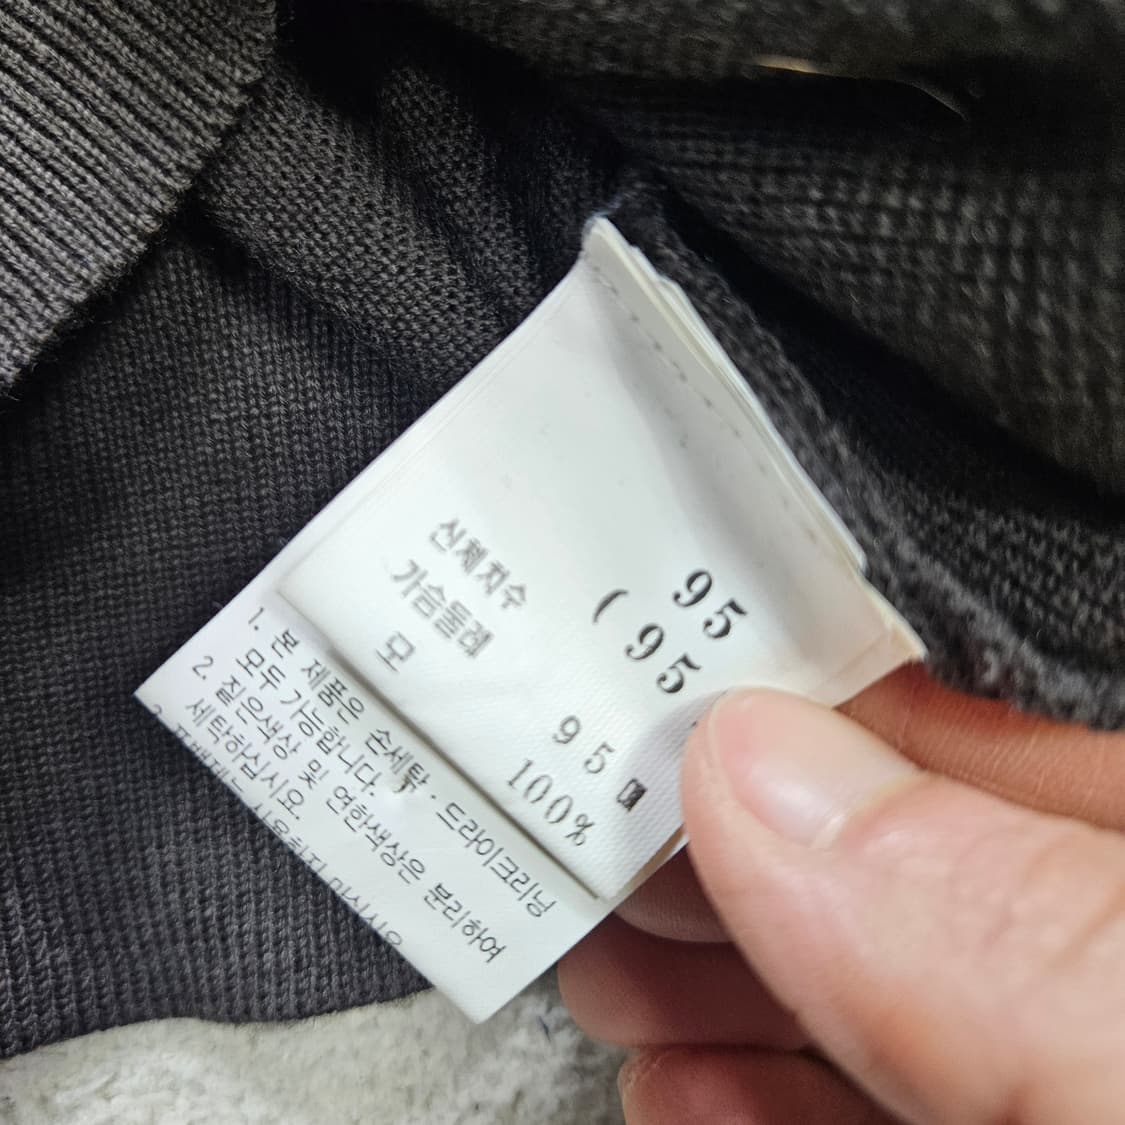 95
(95
신체치수
가슴둘레 95㎝
모 100%
1. 본 제품은 손세탁·드라이크리닝
모두 가능합니다.
2. 짙은색상 및 연한색상은 분리하여
세탁하십시오.